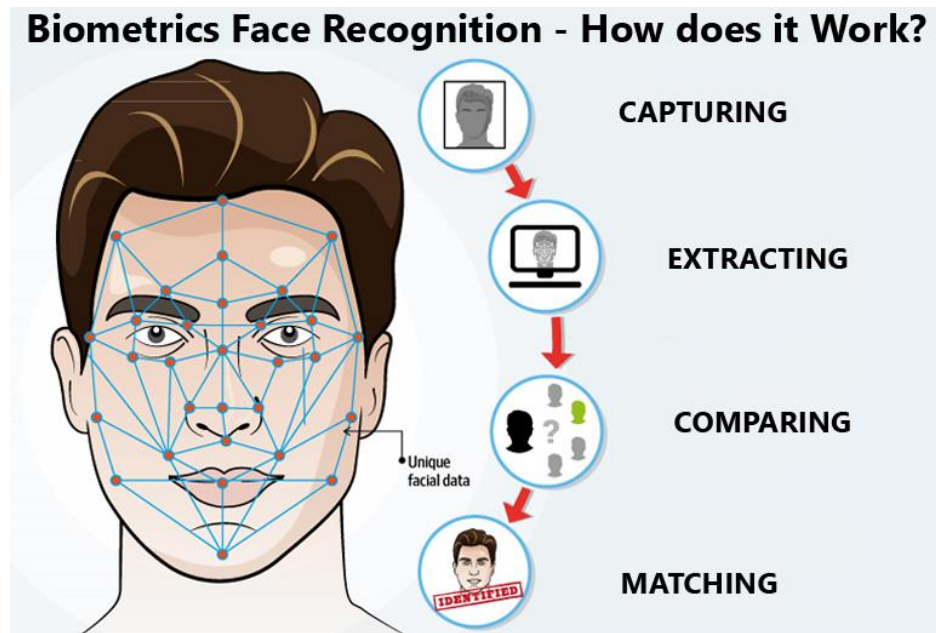 Biometrics Face Recognition - How does it Work?
CAPTURING
EXTRACTING
?
COMPARING
Unique
facial data
IDENTIFIED
MATCHING